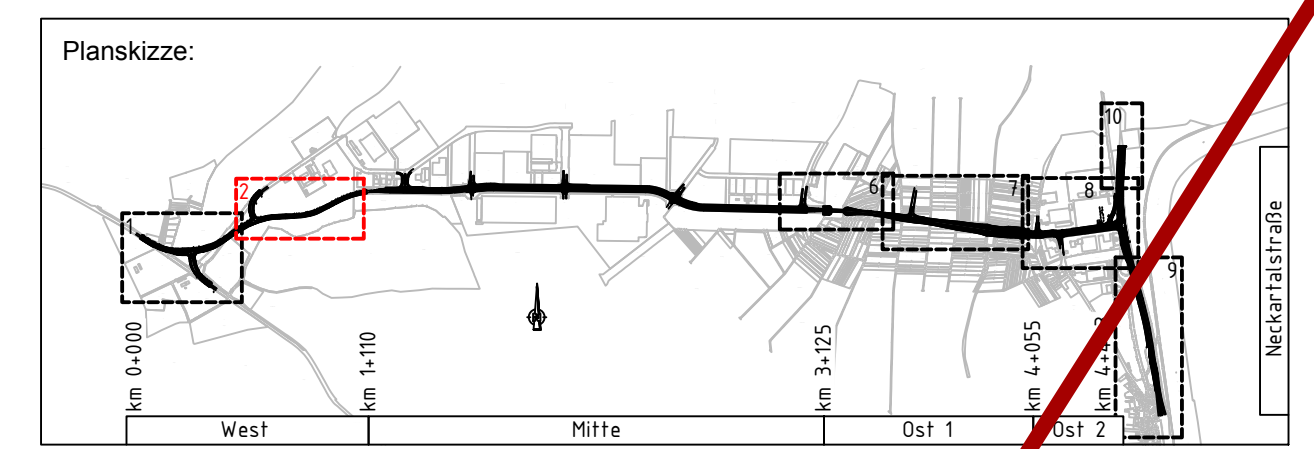 Planskizze:
10
2
6
7
8
1
9
Neckartalstraße
km 0+000
km 1+110
km 3+125
km 4+055
West
Mitte
Ost 1
Ost 2